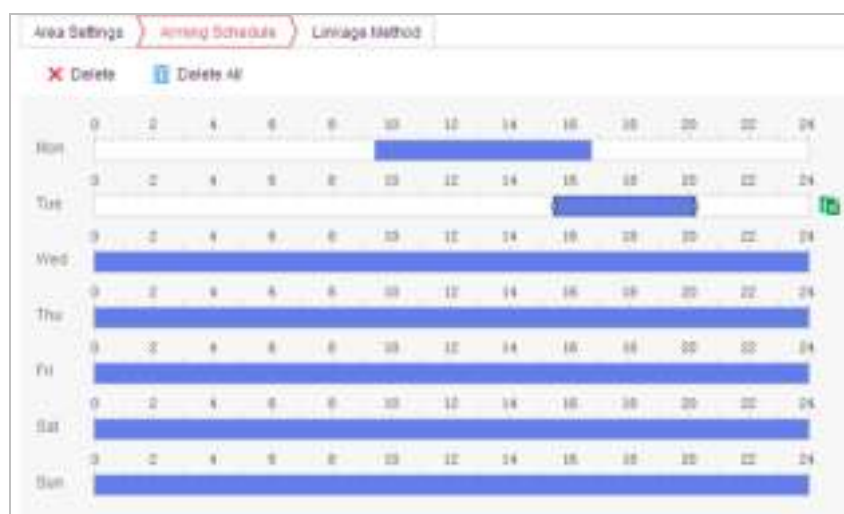 Area Settings Arming Schedule Linkage Method
Delete Delete All
0 2 4 6 8 10 12 14 16 18 20 22 24
Mon
0 2 4 6 8 10 12 14 16 18 20 22 24
Tue
0 2 4 6 8 10 12 14 16 18 20 22 24
Wed
0 2 4 6 8 10 12 14 16 18 20 22 24
Thu
0 2 4 6 8 10 12 14 16 18 20 22 24
Fri
0 2 4 6 8 10 12 14 16 18 20 22 24
Sat
0 2 4 6 8 10 12 14 16 18 20 22 24
Sun